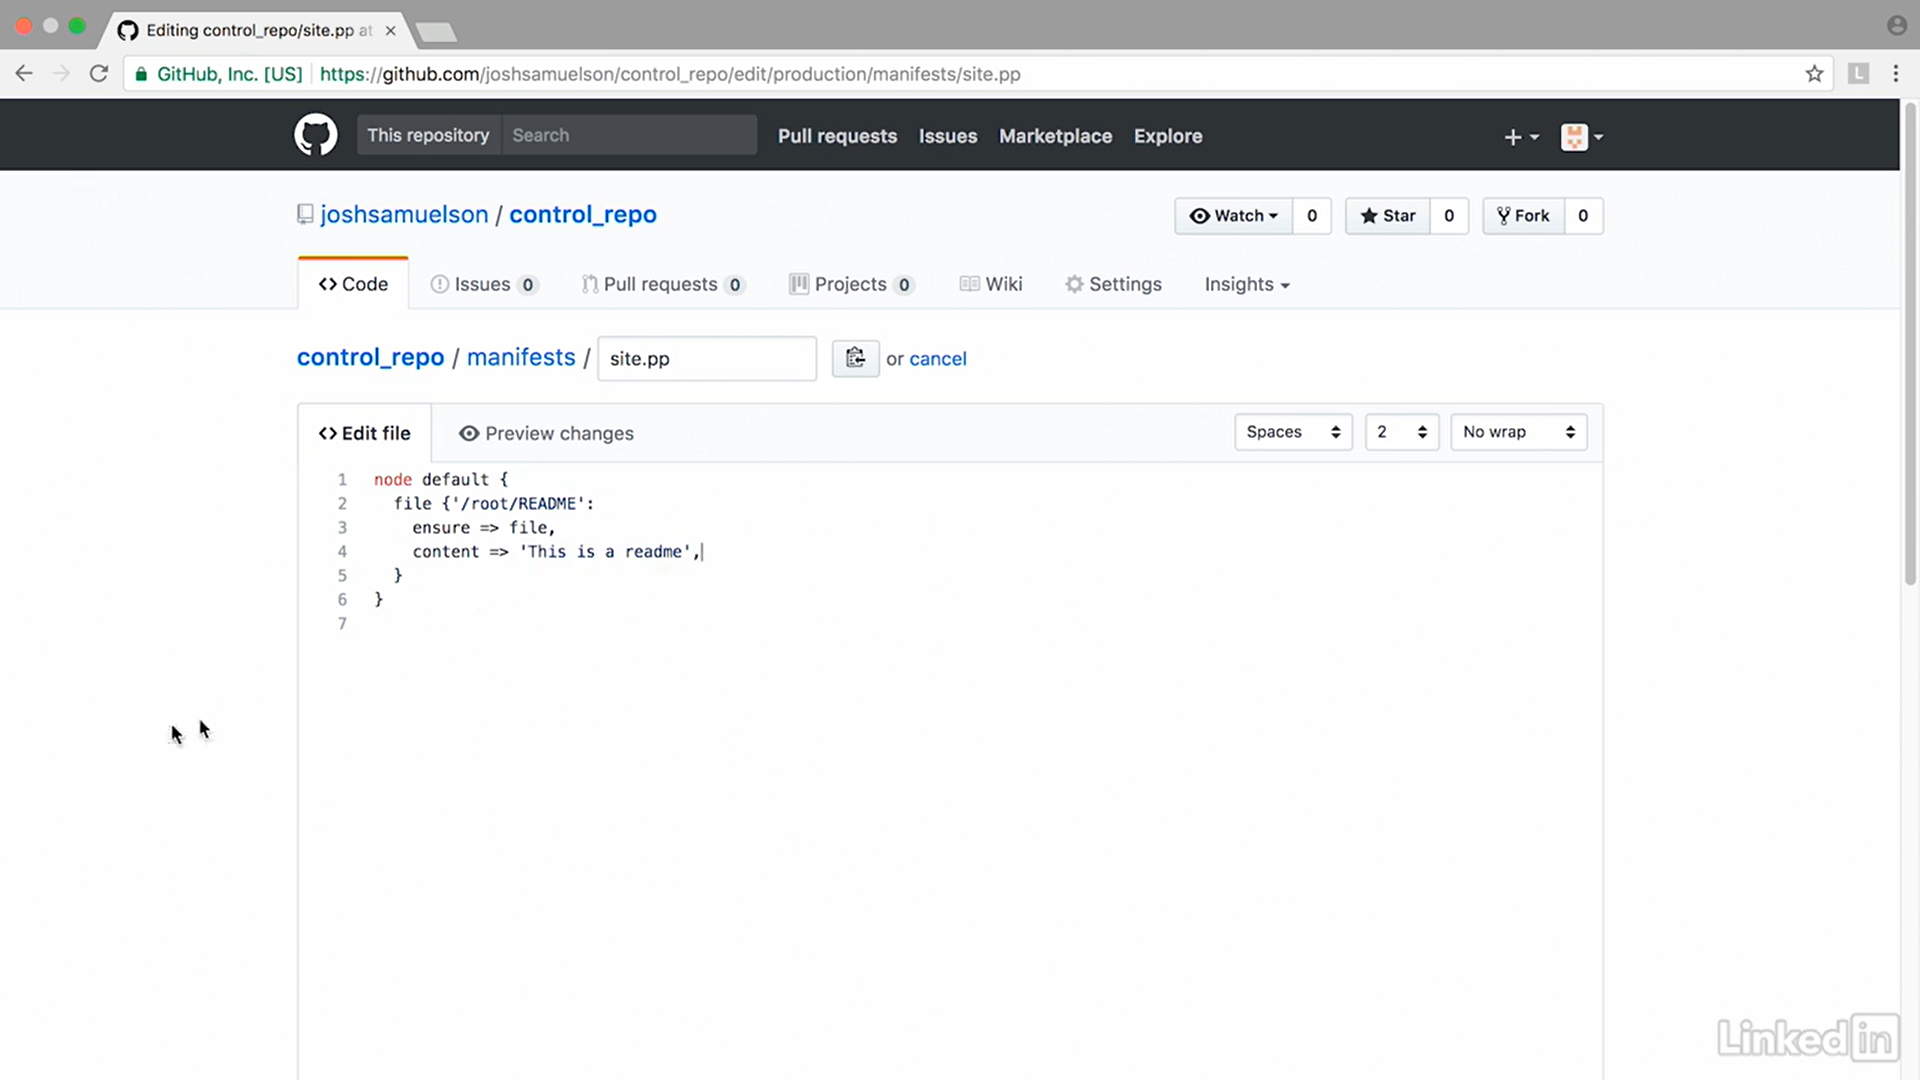 Editing control_repo/site.pp at
GitHub, Inc. [US] https://github.com/joshsamuelson/control_repo/edit/production/manifests/site.pp
L
This repository Search Pull requests Issues Marketplace Explore
joshsamuelson / control_repo
Watch 0 Star 0 Fork 0
Code Issues 0 Pull requests 0 Projects 0 Wiki Settings Insights
control_repo / manifests / site.pp or cancel
Edit file Preview changes Spaces 2 No wrap
1 node default {
2 file {'/root/README':
3 ensure => file,
4 content => 'This is a readme',
5 }
6 }
7
Linked in